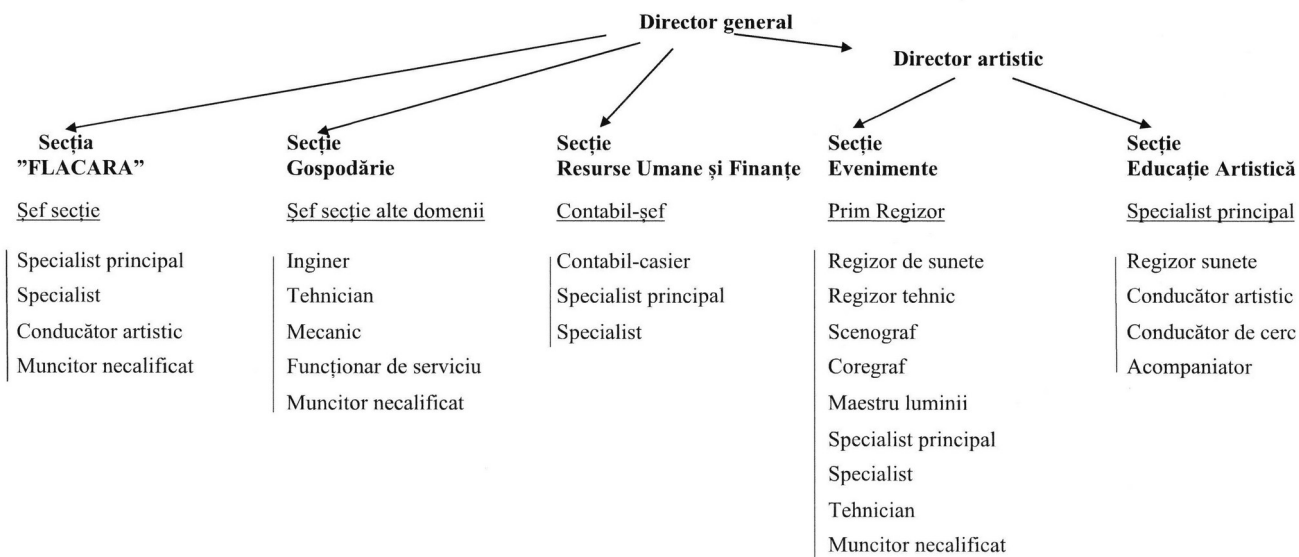 Director general
Director artistic
Secția
”FLACARA”
Șef secție
Specialist principal
Specialist
Conducător artistic
Muncitor necalificat
Secție
Gospodărie
Șef secție alte domenii
Inginer
Tehnician
Mecanic
Funcționar de serviciu
Muncitor necalificat
Secție
Resurse Umane și Finanțe
Contabil-șef
Contabil-casier
Specialist principal
Specialist
Secție
Evenimente
Prim Regizor
Regizor de sunete
Regizor tehnic
Scenograf
Coregraf
Maestru luminii
Specialist principal
Specialist
Tehnician
Muncitor necalificat
Secție
Educație Artistică
Specialist principal
Regizor sunete
Conducător artistic
Conducător de cerc
Acompaniator